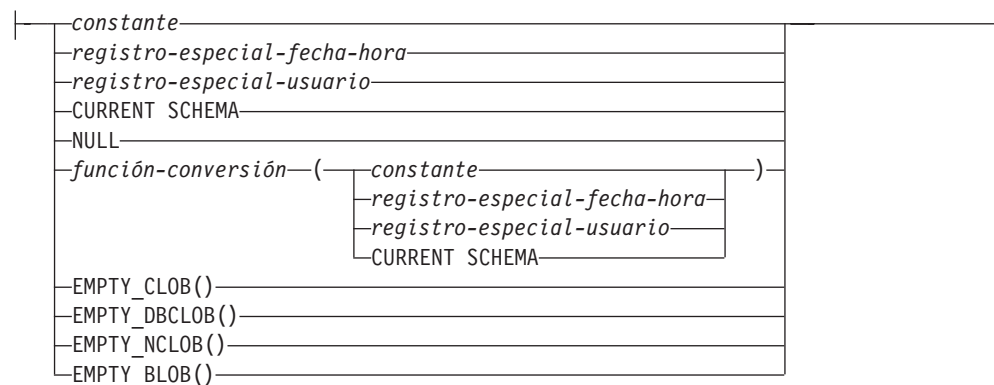 constante
registro-especial-fecha-hora
registro-especial-usuario
CURRENT SCHEMA
NULL
función-conversión ( constante )
registro-especial-fecha-hora
registro-especial-usuario
CURRENT SCHEMA
EMPTY_CLOB()
EMPTY_DBCLOB()
EMPTY_NCLOB()
EMPTY_BLOB()